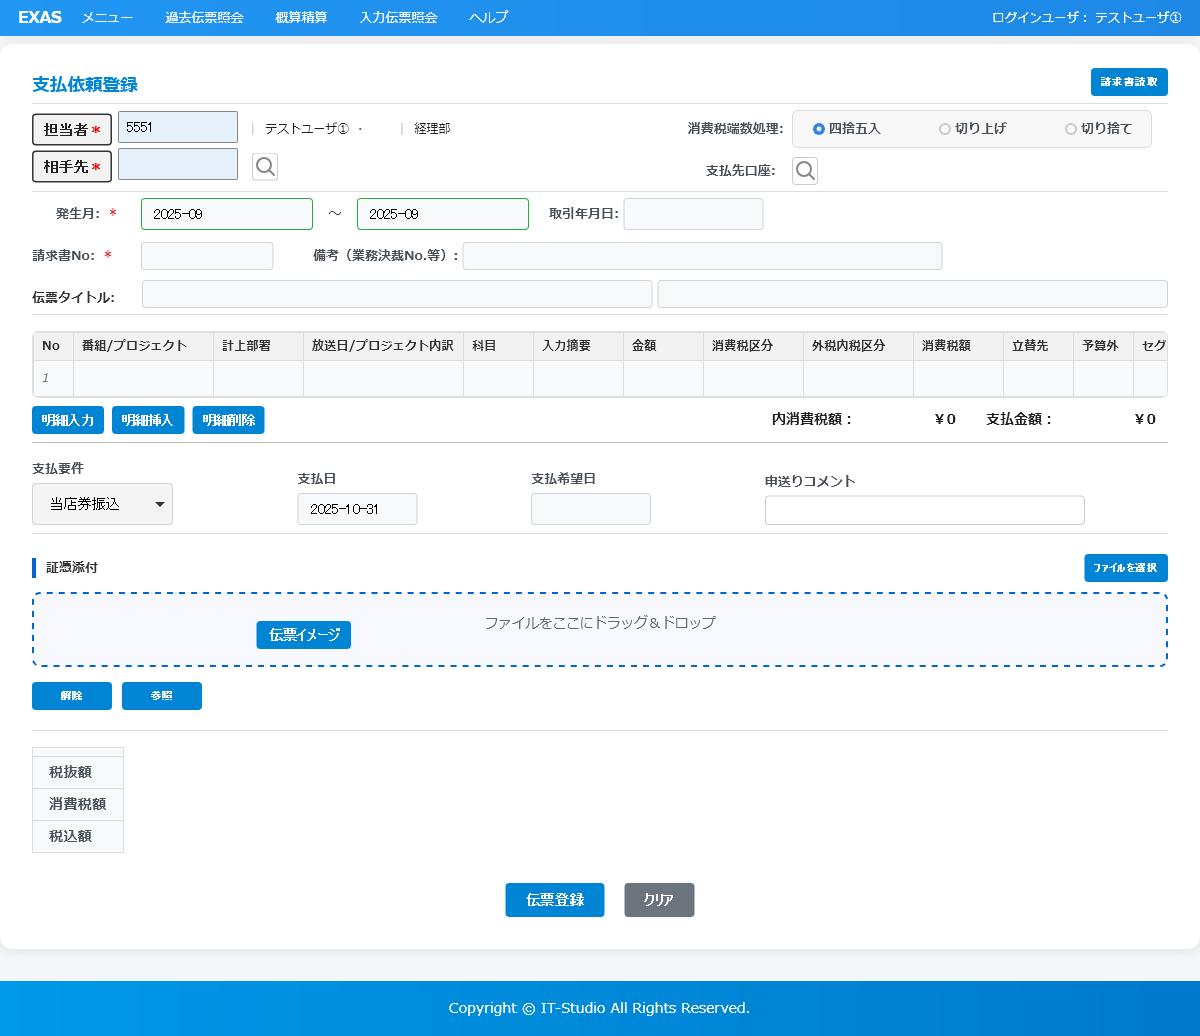 EXAS メニュー 過去伝票照会 概算精算 入力伝票照会 ヘルプ ログインユーザ： テストユーザ①
支払依頼登録 請求書読取
担当者* 5551 | テストユーザ① ・ | 経理部 消費税端数処理: 四捨五入 切り上げ 切り捨て
相手先* 支払先口座:
発生月: * 2025-09 ～ 2025-09 取引年月日:
請求書No: * 備考（業務決裁No.等）:
伝票タイトル:
No 番組/プロジェクト 計上部署 放送日/プロジェクト内訳 科目 入力摘要 金額 消費税区分 外税内税区分 消費税額 立替先 予算外 セグ
1
明細入力 明細挿入 明細削除 内消費税額： ￥0 支払金額： ￥0
支払要件 支払日 支払希望日 申送りコメント
当店券振込 2025-10-31
証憑添付 ファイルを選択
ファイルをここにドラッグ＆ドロップ
伝票イメージ
解除 参照
税抜額
消費税額
税込額
伝票登録 クリア
Copyright © IT-Studio All Rights Reserved.